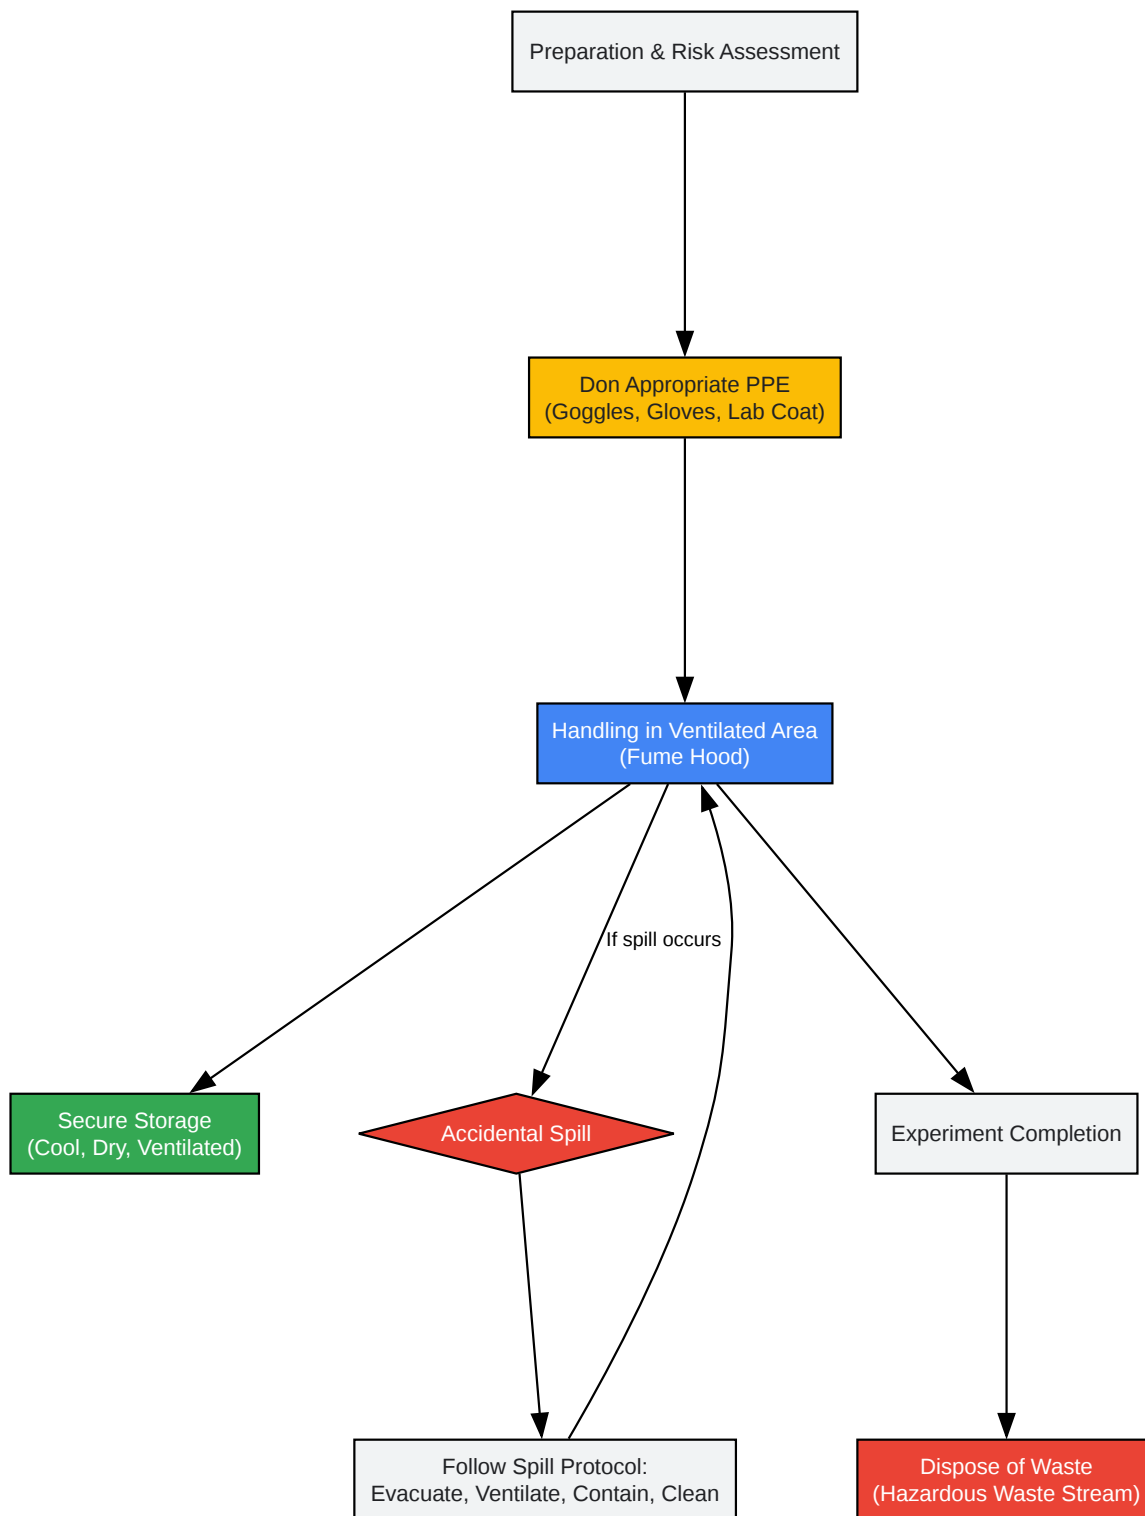 Preparation & Risk Assessment
Don Appropriate PPE
(Goggles, Gloves, Lab Coat)
Handling in Ventilated Area
(Fume Hood)
If spill occurs
Secure Storage
(Cool, Dry, Ventilated)
Accidental Spill
Experiment Completion
Follow Spill Protocol:
Evacuate, Ventilate, Contain, Clean
Dispose of Waste
(Hazardous Waste Stream)